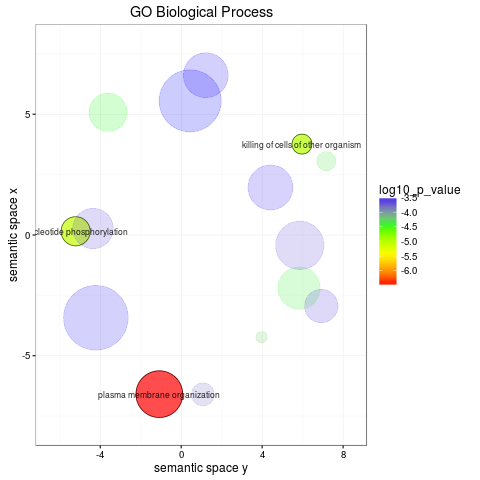 GO Biological Process
5
0
-5
-4
0
4
8
semantic space x
semantic space y
killing of cells of other organism
cleotide phosphorylation
plasma membrane organization
log10_p_value
-3.5
-4.0
-4.5
-5.0
-5.5
-6.0